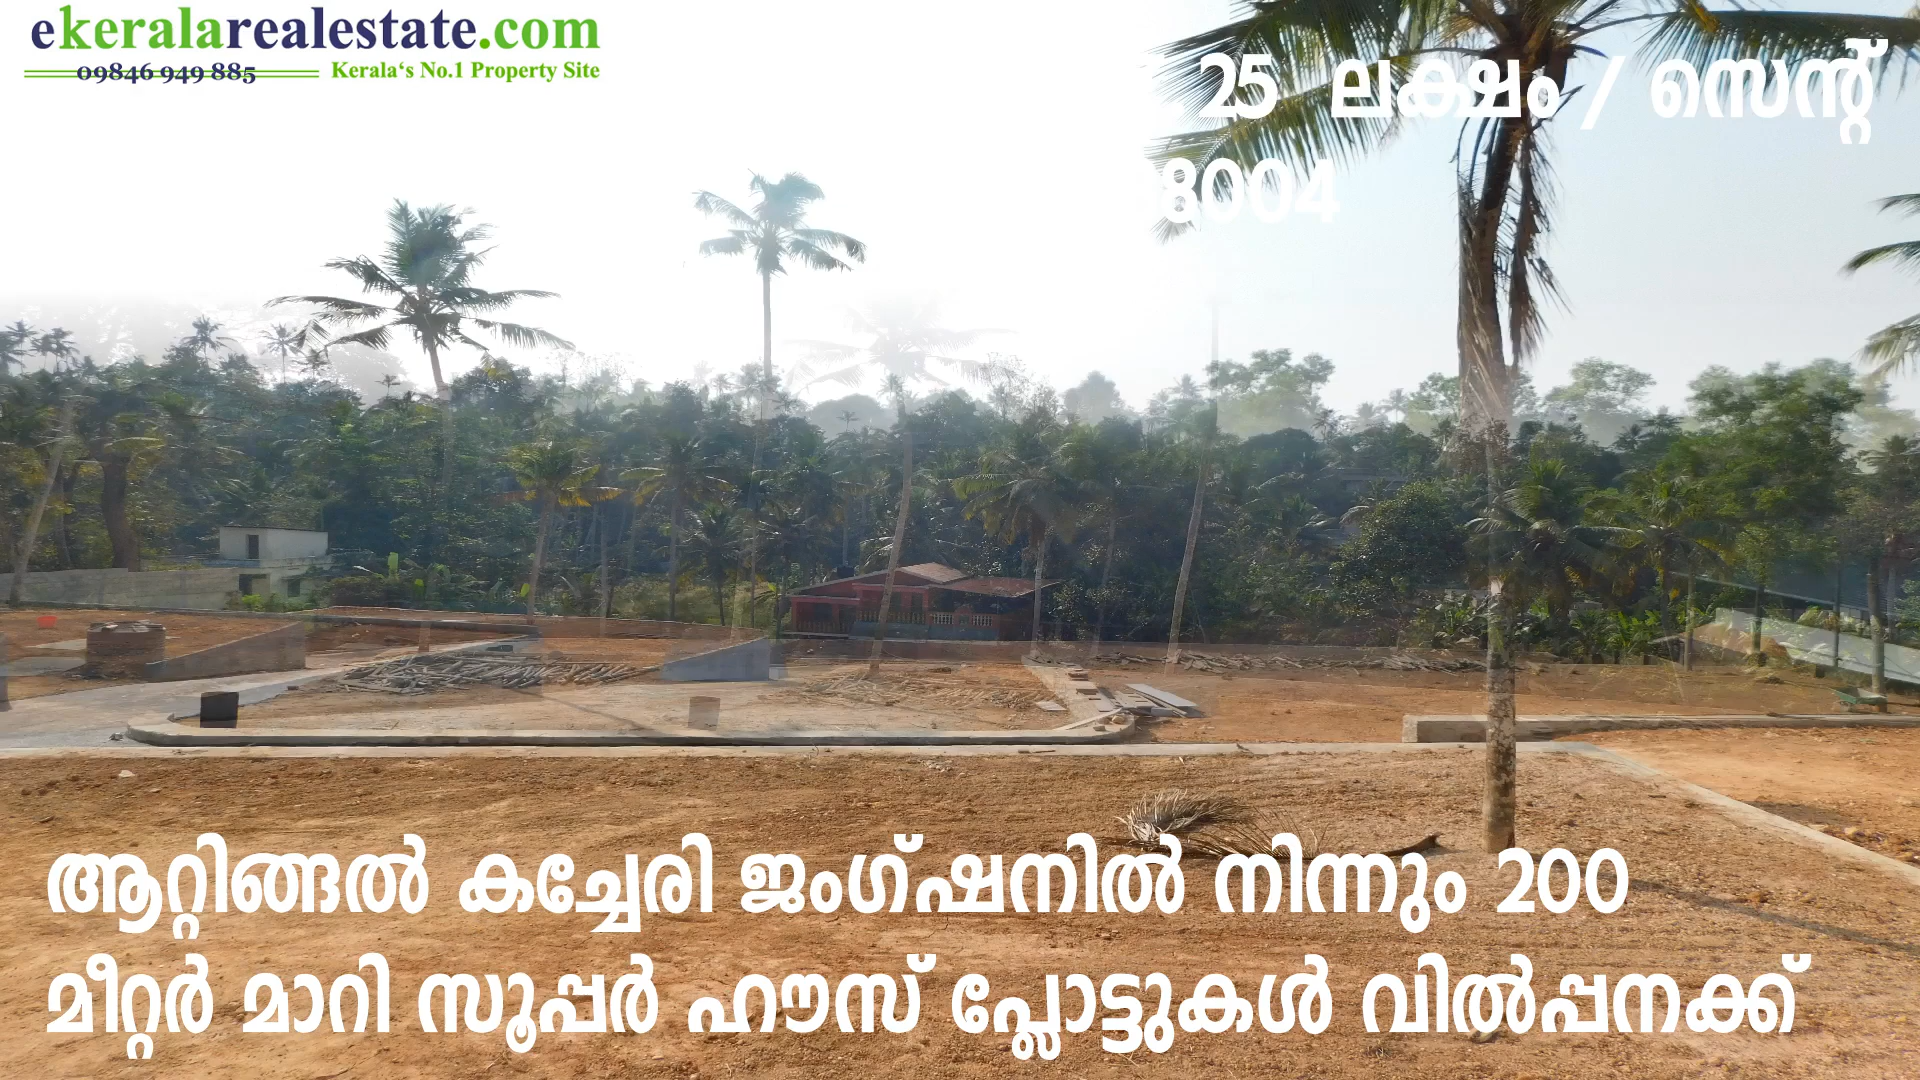 ekeralarealestate.com
09846 949 885 Kerala‘s No.1 Property Site
25 ലക്ഷം / സെന്റ്
8004
ആറ്റിങ്ങൽ കച്ചേരി ജംഗ്ഷനിൽ നിന്നും 200
മീറ്റർ മാറി സൂപ്പർ ഹൗസ് പ്ലോട്ടുകൾ വിൽപ്പനക്ക്